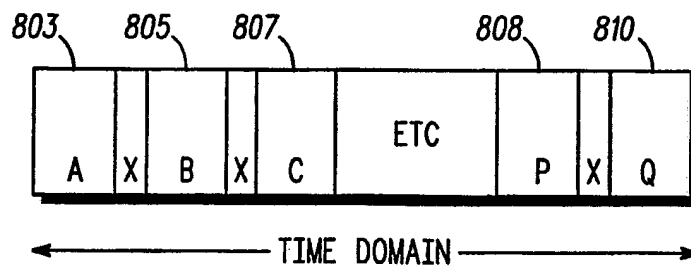 803 805 807 808 810
ETC
A X B X C P X Q
TIME DOMAIN